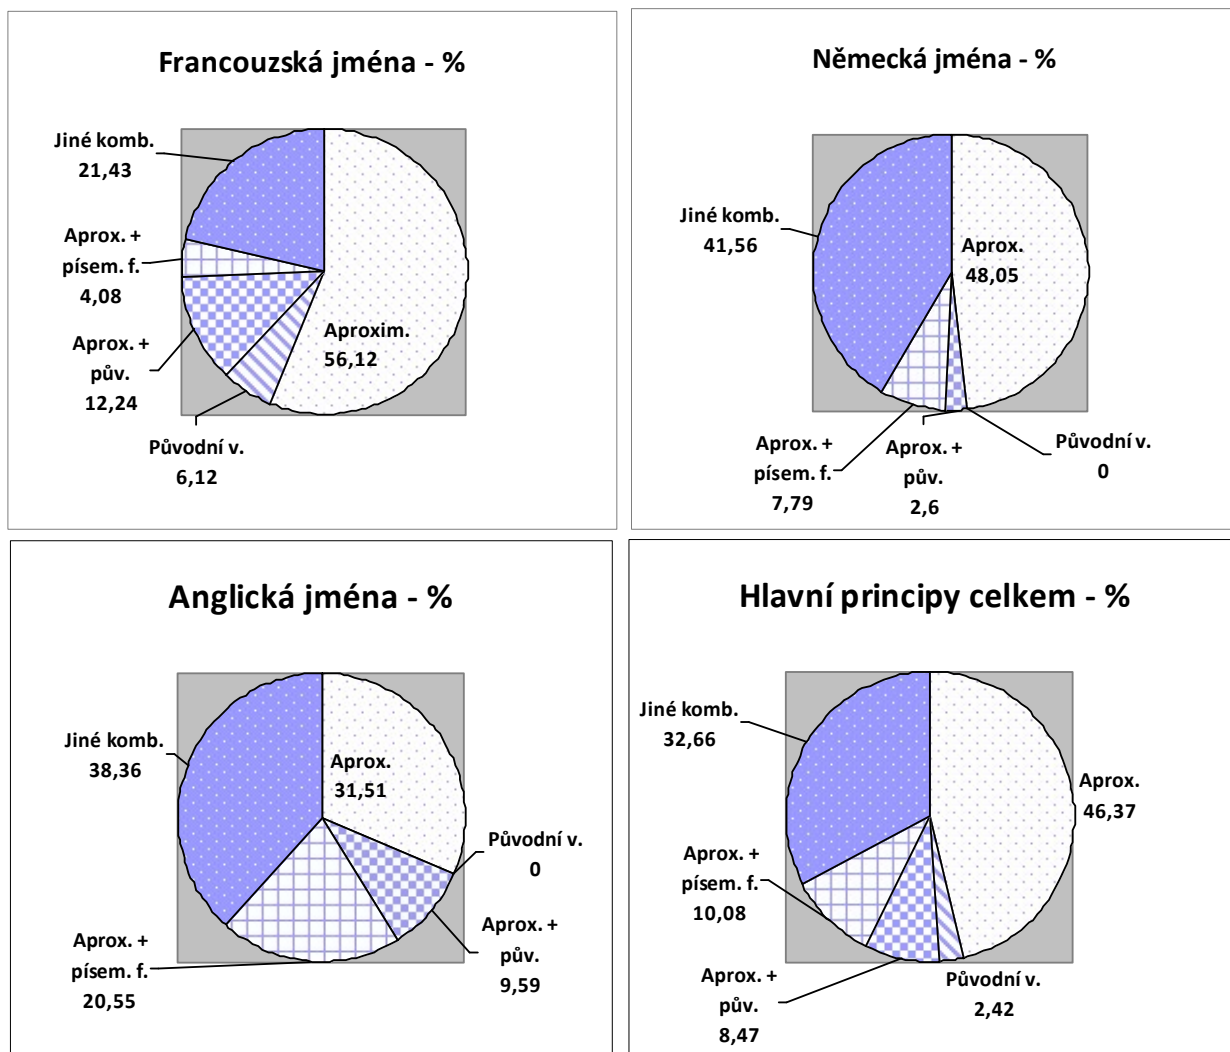 Francouzská jména - %
Jiné komb.
21,43
Aprox. +
písem. f.
4,08
Aprox. +
pův.
12,24
Původní v.
6,12
Aproxim.
56,12
Německá jména - %
Jiné komb.
41,56
Aprox.
48,05
Aprox. +
písem. f.
7,79
Aprox. +
pův.
2,6
Původní v.
0
Anglická jména - %
Jiné komb.
38,36
Aprox.
31,51
Původní v.
0
Aprox. +
pův.
9,59
Aprox. +
písem. f.
20,55
Hlavní principy celkem - %
Jiné komb.
32,66
Aprox.
46,37
Aprox. +
písem. f.
10,08
Aprox. +
pův.
8,47
Původní v.
2,42